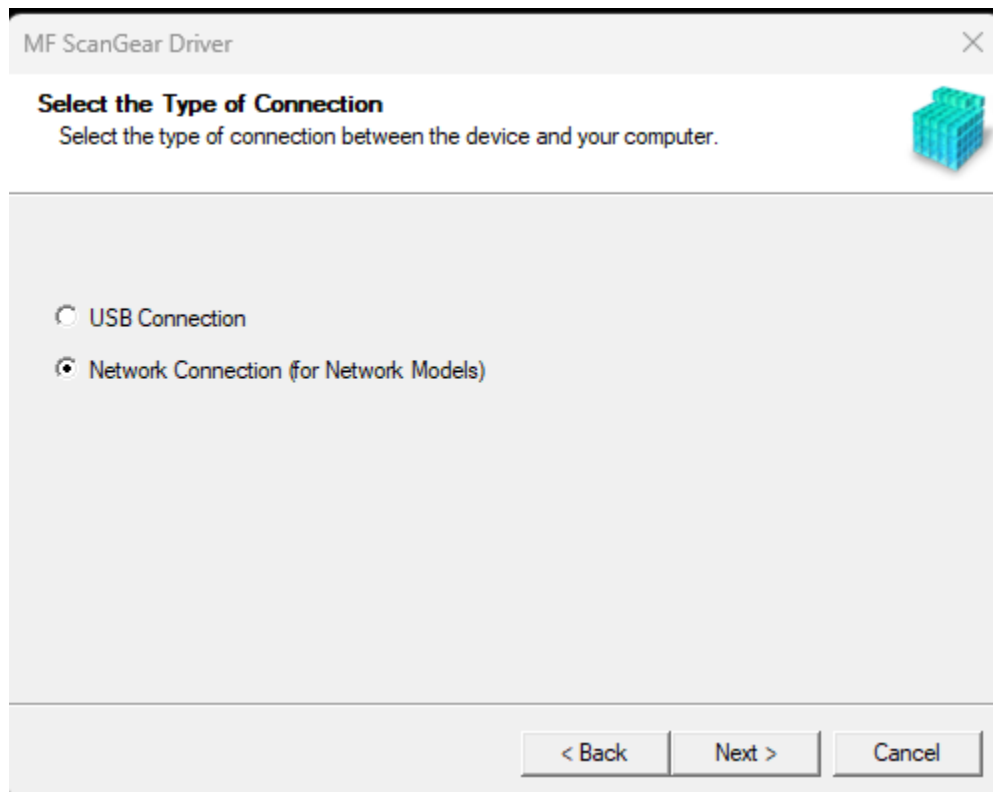 MF ScanGear Driver
Select the Type of Connection
Select the type of connection between the device and your computer.
USB Connection
Network Connection (for Network Models)
< Back
Next >
Cancel